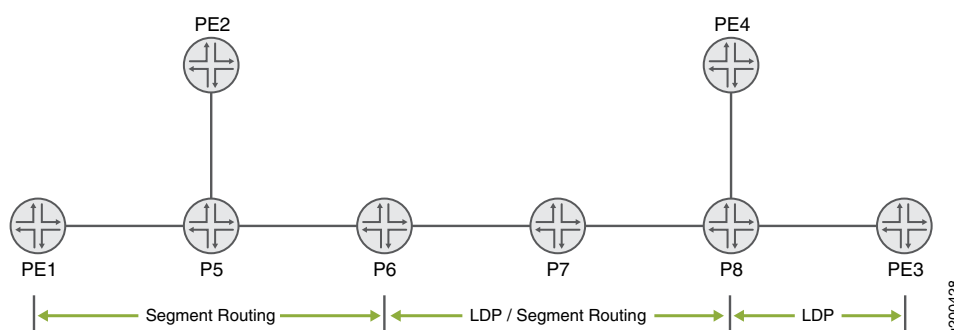 PE2
PE4
PE1
P5
P6
P7
P8
PE3
Segment Routing
LDP / Segment Routing
LDP